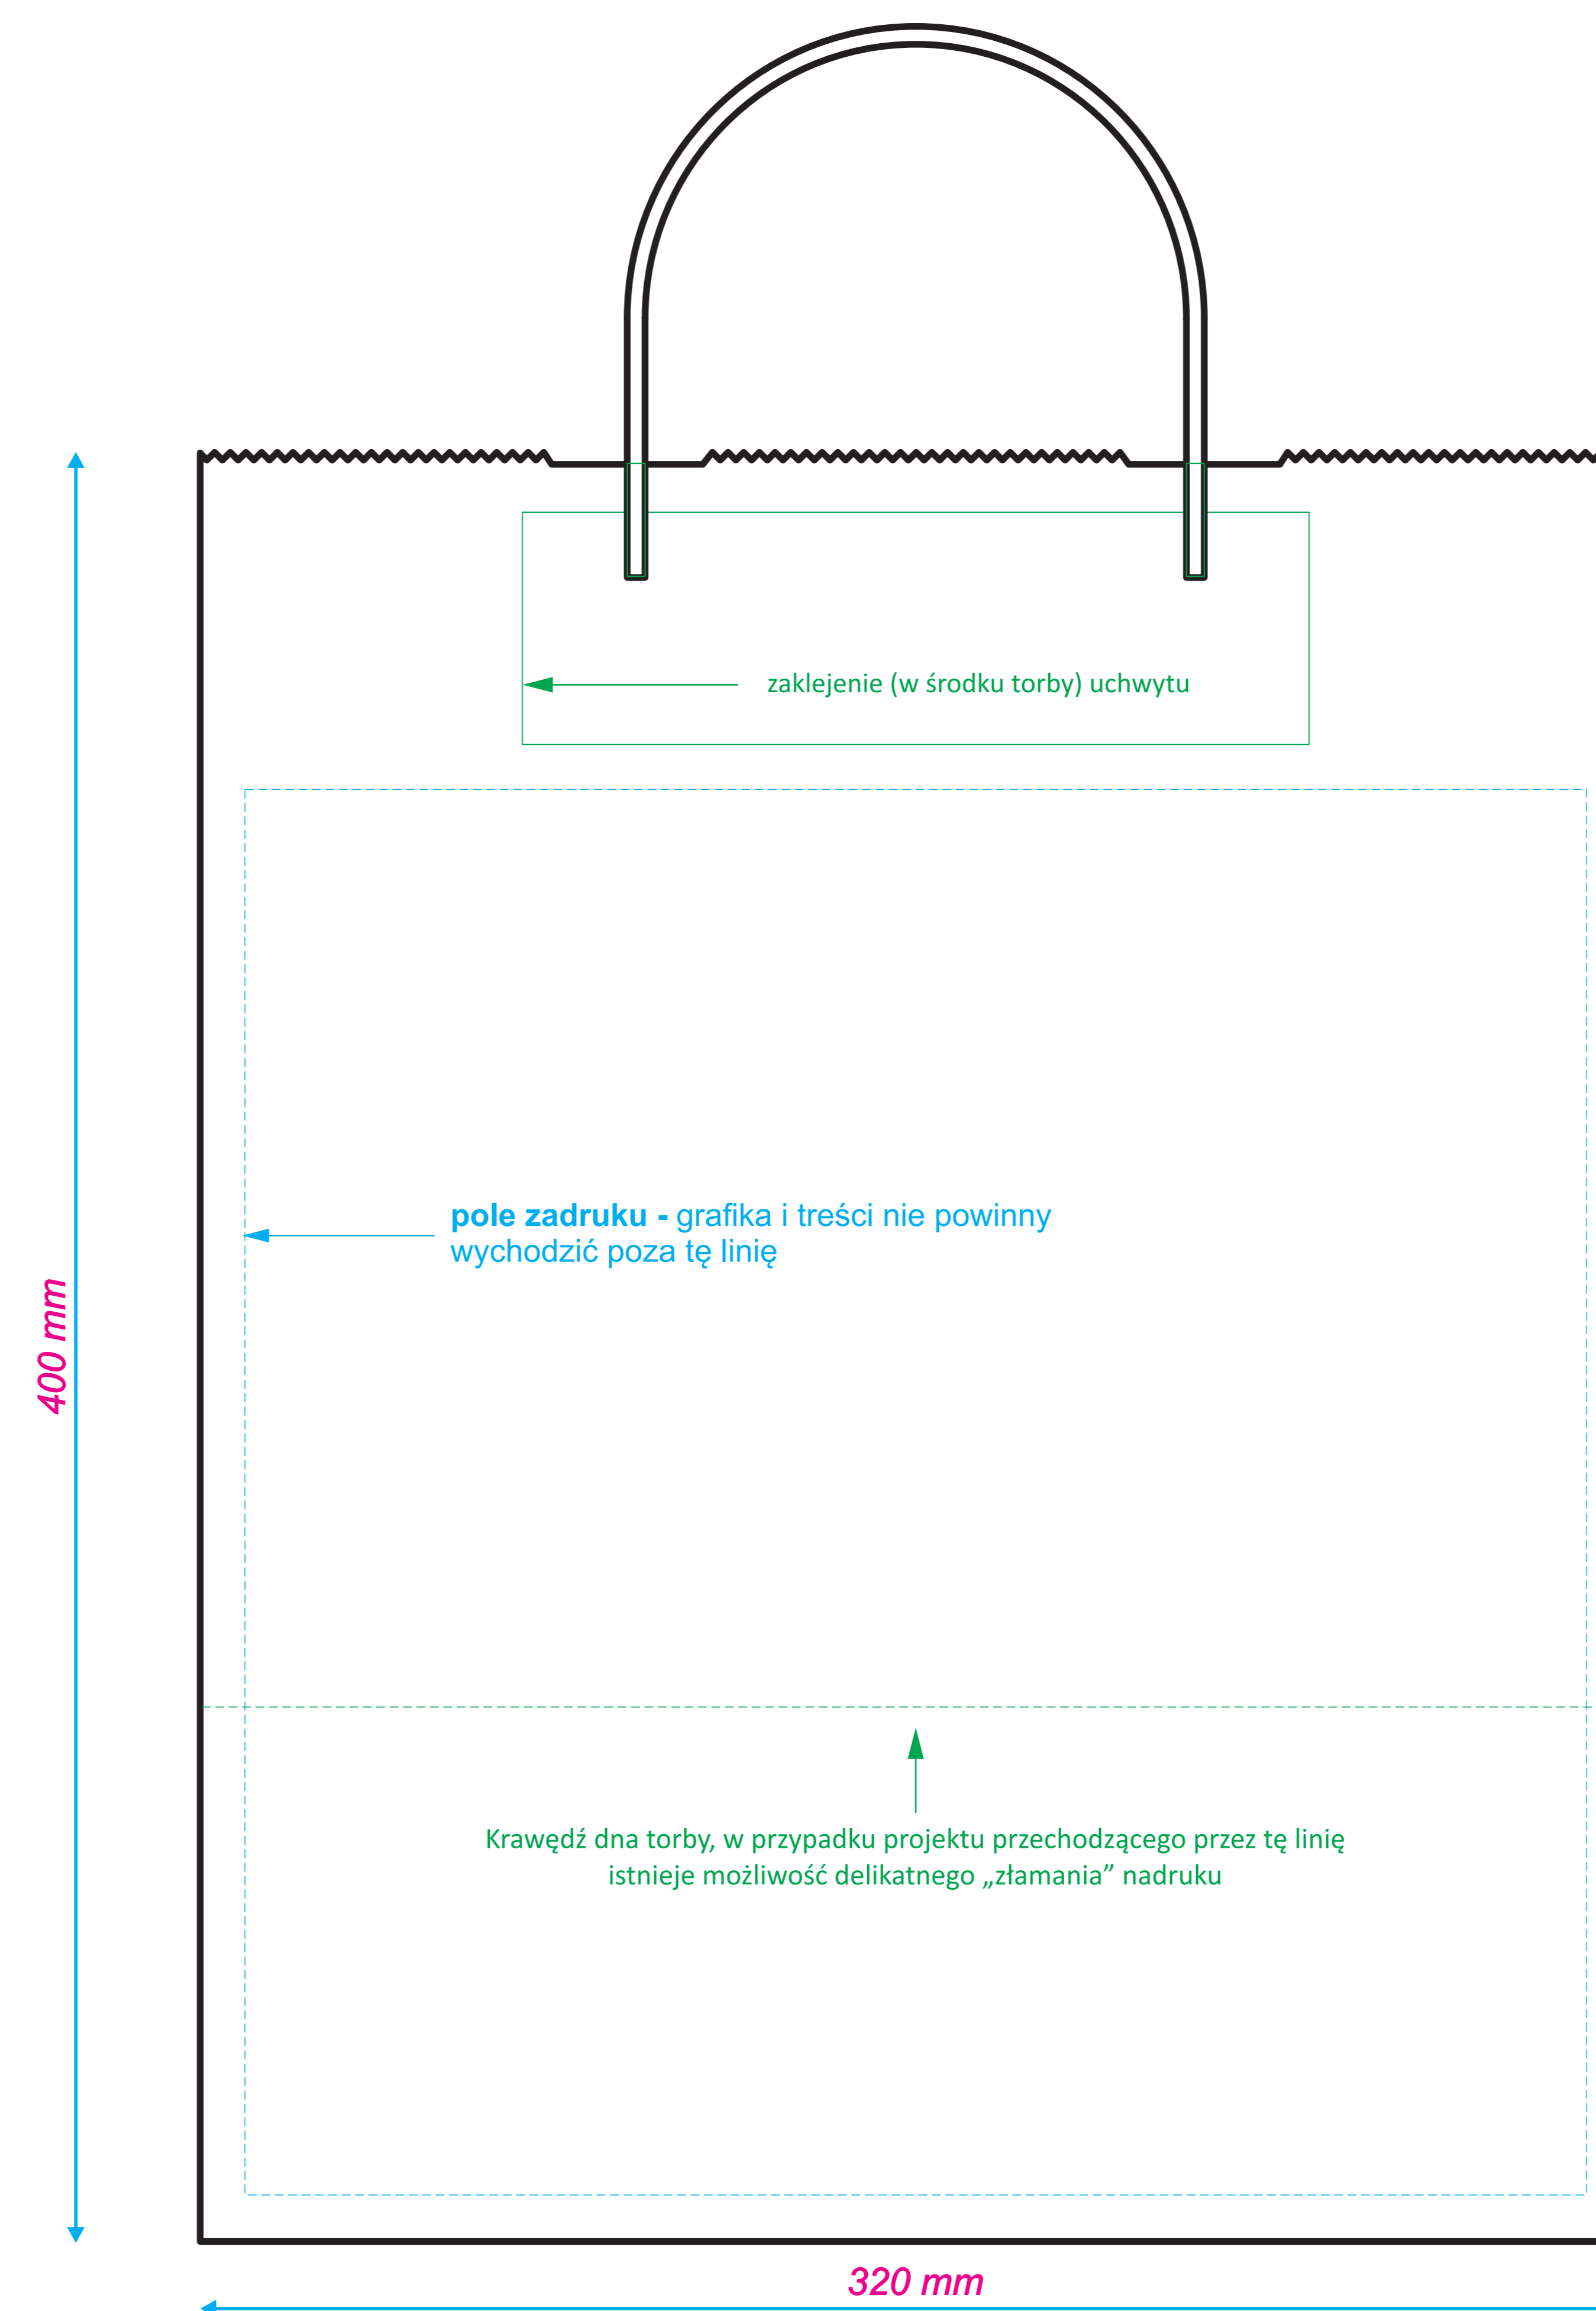 zaklejenie (w środku torby) uchwytu
pole zadruku - grafika i treści nie powinny
wychodzić poza tę linię
400 mm
Krawędź dna torby, w przypadku projektu przechodzącego przez tę linię
istnieje możliwość delikatnego „złamania” nadruku
320 mm